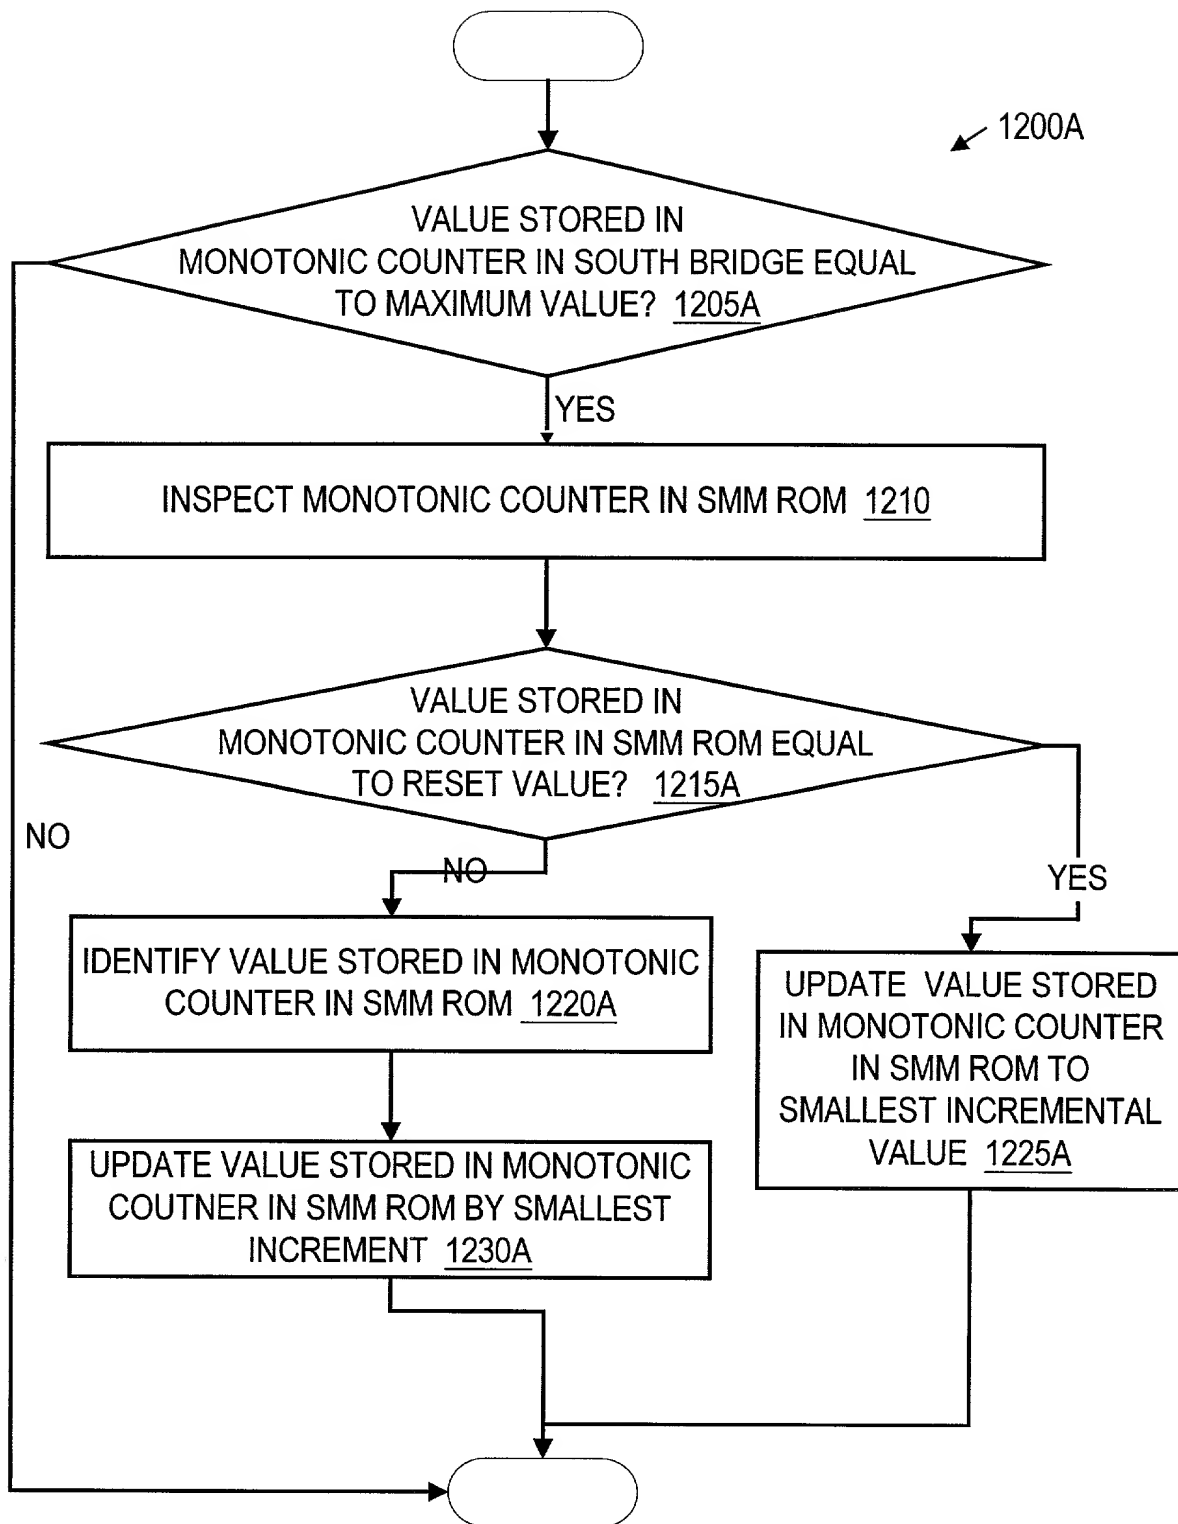 1200A
VALUE STORED IN
MONOTONIC COUNTER IN SOUTH BRIDGE EQUAL
TO MAXIMUM VALUE? 1205A
YES
INSPECT MONOTONIC COUNTER IN SMM ROM 1210
VALUE STORED IN
MONOTONIC COUNTER IN SMM ROM EQUAL
TO RESET VALUE? 1215A
NO
NO
YES
IDENTIFY VALUE STORED IN MONOTONIC
COUNTER IN SMM ROM 1220A
UPDATE VALUE STORED
IN MONOTONIC COUNTER
IN SMM ROM TO
SMALLEST INCREMENTAL
VALUE 1225A
UPDATE VALUE STORED IN MONOTONIC
COUTNER IN SMM ROM BY SMALLEST
INCREMENT 1230A